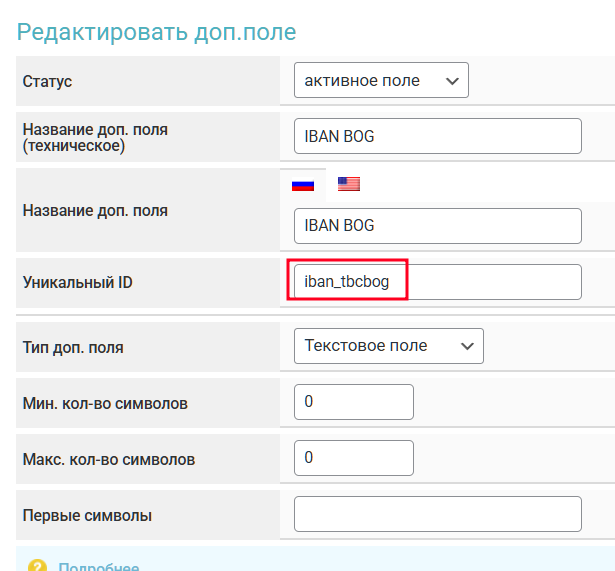 Редактировать доп.поле
Статус
активное поле
Название доп. поля
(техническое)
IBAN BOG
Название доп. поля
IBAN BOG
Уникальный ID
iban_tbcbog
Тип доп. поля
Текстовое поле
Мин. кол-во символов
0
Макс. кол-во символов
0
Первые символы
? Подробнее